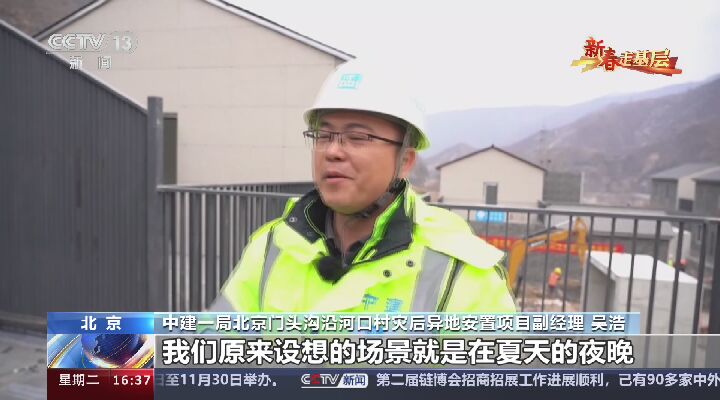 CCTV 13
新闻
新春走基层
中建
北京
中建一局北京门头沟沿河口村灾后异地安置项目副经理 吴浩
我们原来设想的场景就是在夏天的夜晚
星期二 16:37
日至11月30日举办。 CCTV新闻 第二届链博会招商招展工作进展顺利，已有90多家中外